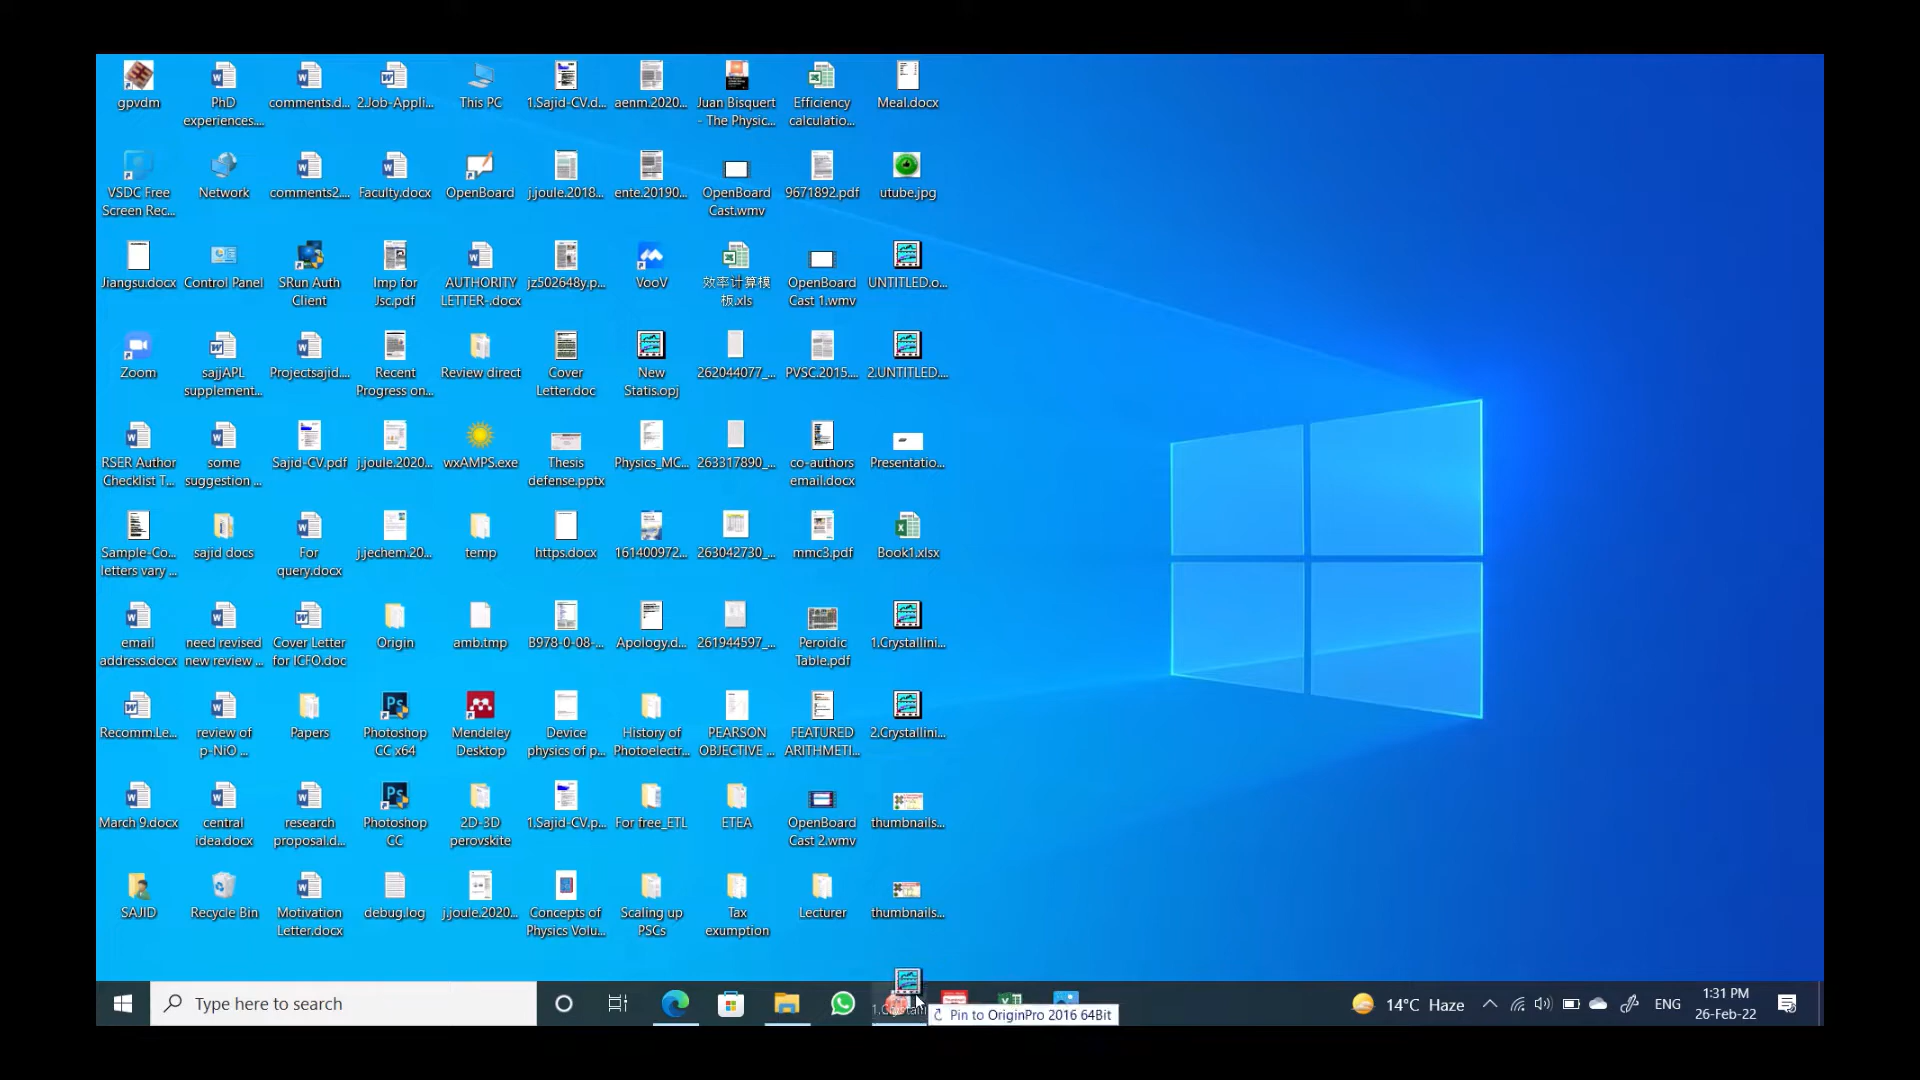 gpvdm
PhD
experiences....
comments.d...
2.Job-Appli...
This PC
1.Sajid-CV.d...
aenm.2020...
Juan Bisquert
- The Physic...
Efficiency
calculatio...
Meal.docx
VSDC Free
Screen Rec...
Network
comments2....
Faculty.docx
OpenBoard
j.joule.2018...
ente.20190...
OpenBoard
Cast.wmv
9671892.pdf
utube.jpg
Jiangsu.docx
Control Panel
SRun Auth
Client
Imp for
Jsc.pdf
AUTHORITY
LETTER-.docx
jz502648y.p...
VooV
效率计算模
板.xls
OpenBoard
Cast 1.wmv
UNTITLED.o...
Zoom
sajjAPL
supplement...
Projectsajid....
Recent
Progress on...
Review direct
Cover
Letter.doc
New
Statis.opj
262044077_...
PVSC.2015....
2.UNTITLED....
RSER Author
Checklist T...
some
suggestion ...
Sajid-CV.pdf
j.joule.2020...
wxAMPS.exe
Thesis
defense.pptx
Physics_MC...
263317890_...
co-authors
email.docx
Presentatio...
Sample-Co...
letters vary ...
sajid docs
For
query.docx
j.jechem.20...
temp
https.docx
161400972...
263042730_...
mmc3.pdf
Book1.xlsx
email
address.docx
need revised
new review ...
Cover Letter
for ICFO.doc
Origin
amb.tmp
B978-0-08-...
Apology.d...
261944597_...
Peroidic
Table.pdf
1.Crystallini...
Recomm.Le...
review of
p-NiO ...
Papers
Photoshop
CC x64
Mendeley
Desktop
Device
physics of p...
History of
Photoelectr...
PEARSON
OBJECTIVE ...
FEATURED
ARITHMETI...
2.Crystallini...
March 9.docx
central
idea.docx
research
proposal.d...
Photoshop
CC
2D-3D
perovskite
1.Sajid-CV.p...
For free_ETL
ETEA
OpenBoard
Cast 2.wmv
thumbnails...
SAJID
Recycle Bin
Motivation
Letter.docx
debug.log
j.joule.2020...
Concepts of
Physics Volu...
Scaling up
PSCs
Tax
exumption
Lecturer
thumbnails...
Type here to search
Pin to OriginPro 2016 64Bit
14°C Haze
ENG
1:31 PM
26-Feb-22